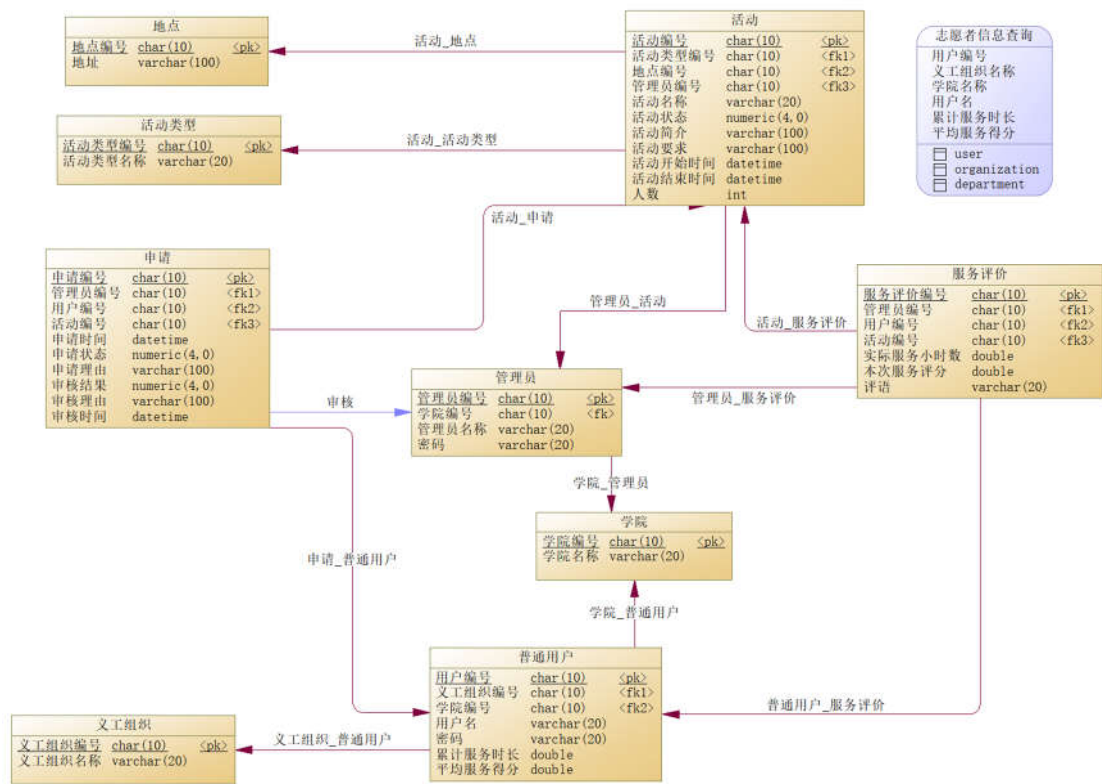 地点
地点编号 char(10) <pk>
地址 varchar(100)
活动_地点
活动
活动编号 char(10) <pk>
活动类型编号 char(10) <fk1>
地点编号 char(10) <fk2>
管理员编号 char(10) <fk3>
活动名称 varchar(20)
活动状态 numeric(4,0)
活动简介 varchar(100)
活动要求 varchar(100)
活动开始时间 datetime
活动结束时间 datetime
人数 int
志愿者信息查询
用户编号
义工组织名称
学院名称
用户名
累计服务时长
平均服务得分
user
organization
department
活动类型
活动类型编号 char(10) <pk>
活动类型名称 varchar(20)
活动_活动类型
活动_申请
申请
申请编号 char(10) <pk>
管理员编号 char(10) <fk1>
用户编号 char(10) <fk2>
活动编号 char(10) <fk3>
申请时间 datetime
申请状态 numeric(4,0)
申请理由 varchar(100)
审核结果 numeric(4,0)
审核理由 varchar(100)
审核时间 datetime
管理员_活动
活动_服务评价
服务评价
服务评价编号 char(10) <pk>
管理员编号 char(10) <fk1>
用户编号 char(10) <fk2>
活动编号 char(10) <fk3>
实际服务小时数 double
本次服务评分 double
评语 varchar(20)
审核
管理员
管理员编号 char(10) <pk>
学院编号 char(10) <fk>
管理员名称 varchar(20)
密码 varchar(20)
管理员_服务评价
学院_管理员
学院
学院编号 char(10) <pk>
学院名称 varchar(20)
申请_普通用户
学院_普通用户
普通用户
用户编号 char(10) <pk>
义工组织编号 char(10) <fk1>
学院编号 char(10) <fk2>
用户名 varchar(20)
密码 varchar(20)
累计服务时长 double
平均服务得分 double
普通用户_服务评价
义工组织
义工组织编号 char(10) <pk>
义工组织名称 varchar(20)
义工组织_普通用户